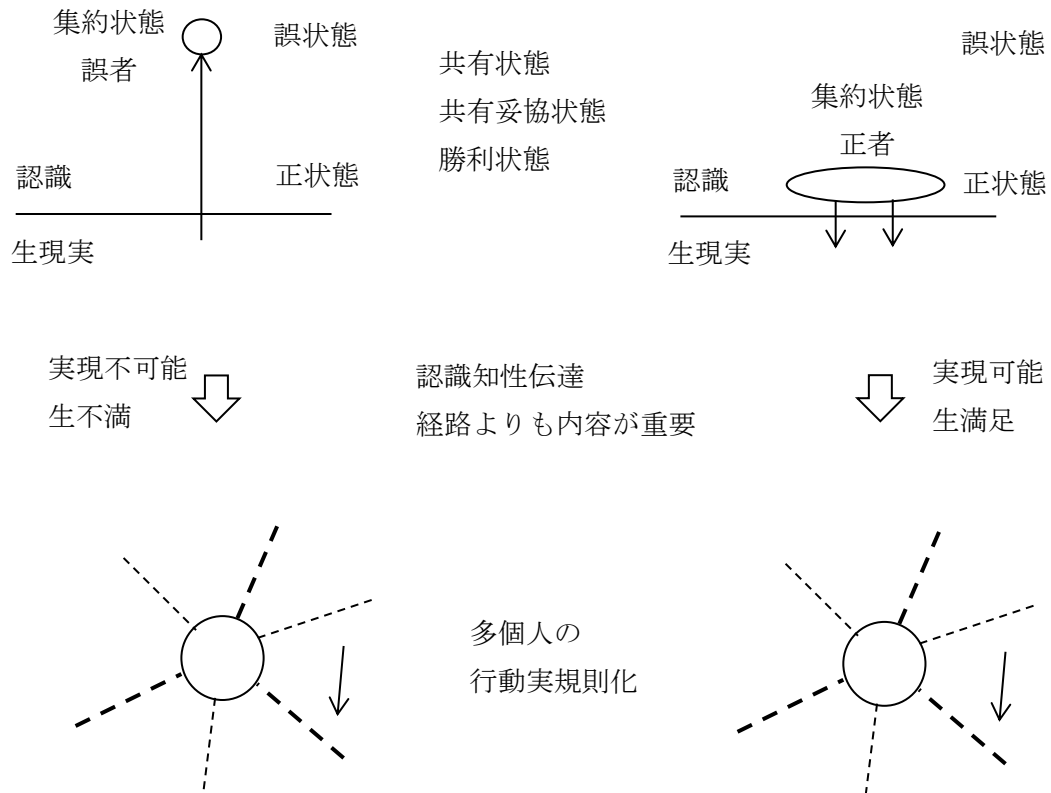 集約状態
誤者
誤状態
認識
正状態
生現実
共有状態
共有妥協状態
勝利状態
誤状態
集約状態
正者
認識
正状態
生現実
実現不可能
生不満
認識知性伝達
経路よりも内容が重要
実現可能
生満足
多個人の
行動実規則化